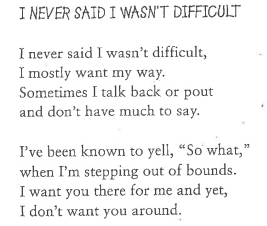 I NEVER SAID I WASN'T DIFFICULT
I never said I wasn't difficult,
I mostly want my way.
Sometimes I talk back or pout
and don't have much to say.
I've been known to yell, “So what,”
when I'm stepping out of bounds.
I want you there for me and yet,
I don't want you around.